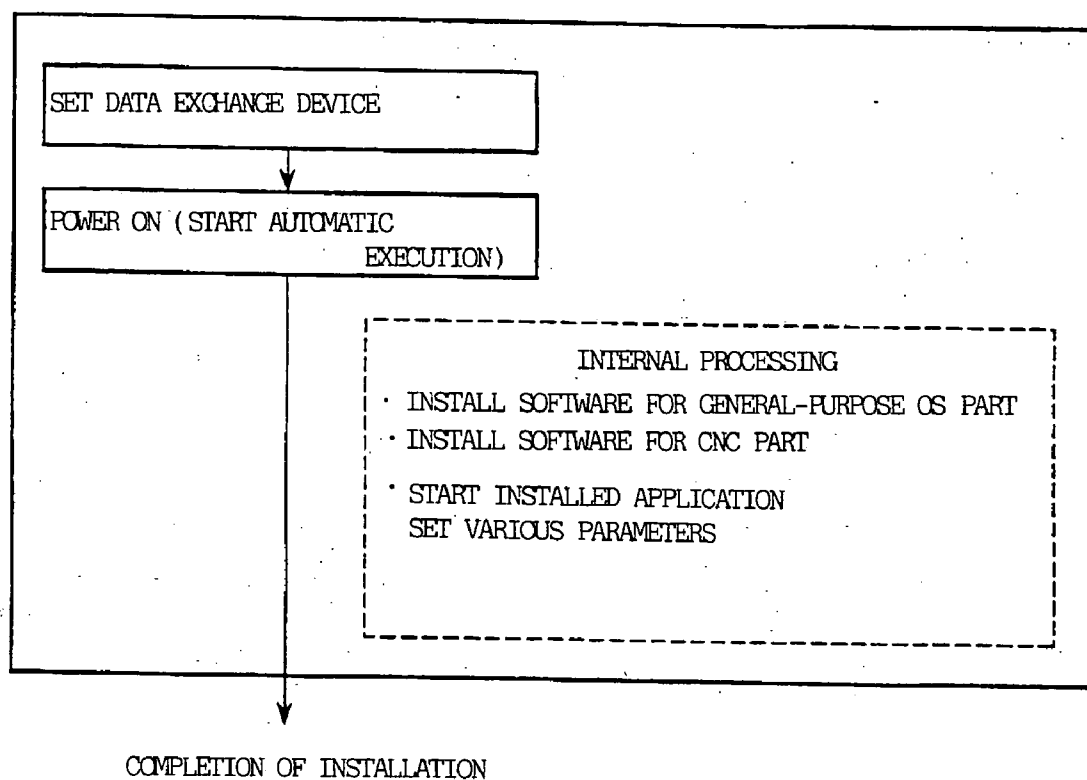 SET DATA EXCHANGE DEVICE
POWER ON (START AUTOMATIC
EXECUTION)
INTERNAL PROCESSING
· INSTALL SOFTWARE FOR GENERAL-PURPOSE OS PART
· INSTALL SOFTWARE FOR CNC PART
· START INSTALLED APPLICATION
SET VARIOUS PARAMETERS
COMPLETION OF INSTALLATION